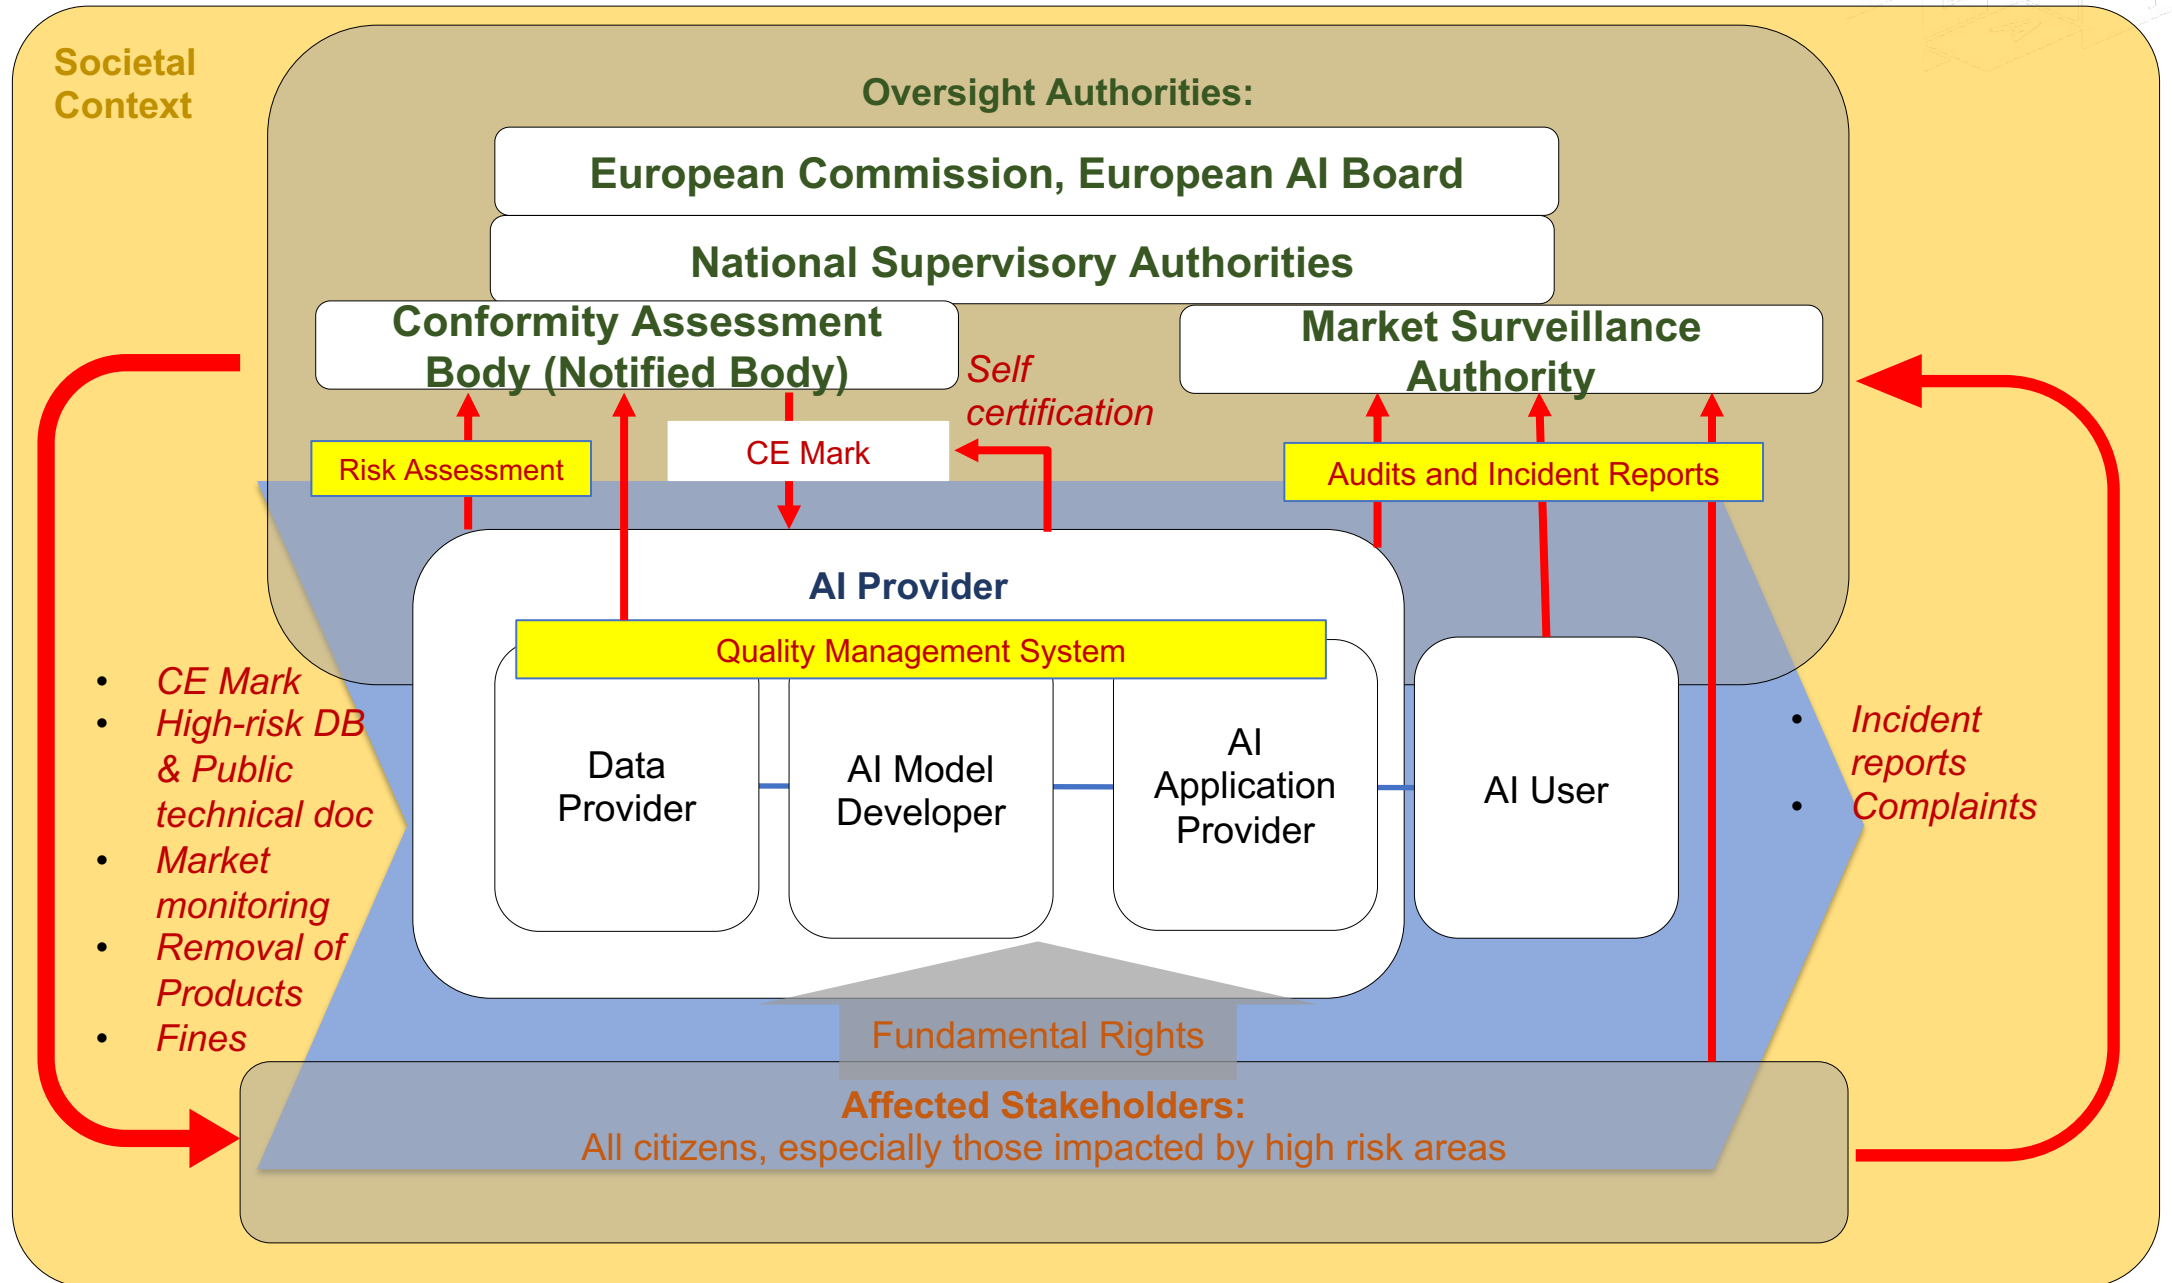 Societal
Context
Oversight Authorities:
European Commission, European AI Board
National Supervisory Authorities
Conformity Assessment
Body (Notified Body)
Market Surveillance
Authority
Self
certification
Risk Assessment
CE Mark
Audits and Incident Reports
AI Provider
Quality Management System
Data
Provider
AI Model
Developer
AI
Application
Provider
AI User
• CE Mark
• High-risk DB
& Public
technical doc
• Market
monitoring
• Removal of
Products
• Fines
• Incident
reports
• Complaints
Fundamental Rights
Affected Stakeholders:
All citizens, especially those impacted by high risk areas